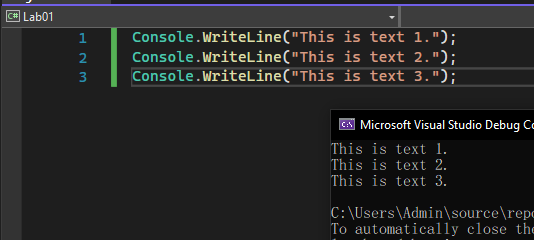 C# Lab01
1 Console.WriteLine("This is text 1.");
2 Console.WriteLine("This is text 2.");
3 Console.WriteLine("This is text 3.");
C:\ Microsoft Visual Studio Debug Co
This is text 1.
This is text 2.
This is text 3.
C:\Users\Admin\source\repo
To automatically close the